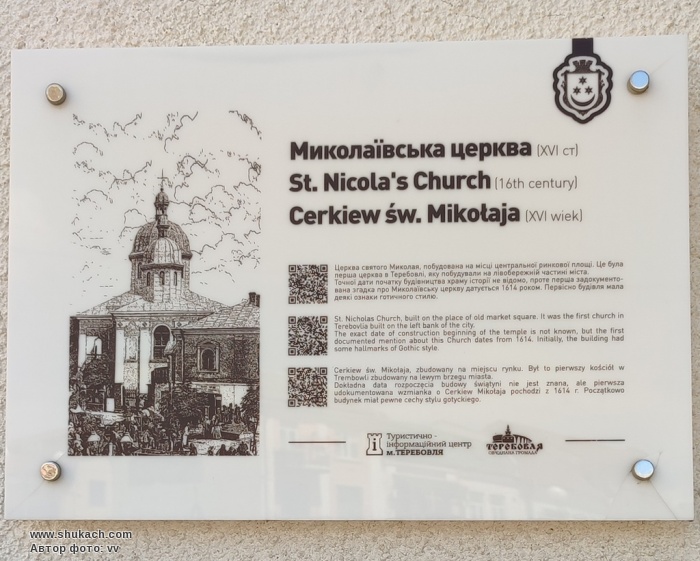 Миколаївська церква (XVI ст)
St. Nicola's Church (16th century)
Cerkiew św. Mikołaja (XVI wiek)
Церква святого Миколая, побудована на місці центральної ринкової площі. Це була
перша церква в Теребовлі, яку побудували на лівобережній частині міста.
Точної дати початку будівництва храму історії не відомо, проте перша задокументо-
вана згадка про Миколаївську церкву датується 1614 роком. Первісно будівля мала
деякі ознаки готичного стилю.
St. Nicholas Church, built on the place of old market square. It was the first church in
Terebovlia built on the left bank of the city.
The exact date of construction beginning of the temple is not known, but the first
documented mention about this Church dates from 1614. Initially, the building had
some hallmarks of Gothic style.
Cerkiew św. Mikołaja, zbudowany na miejscu rynku. Był to pierwszy kościół w
Trembowli zbudowany na lewym brzegu miasta.
Dokładna data rozpoczęcia budowy świątyni nie jest znana, ale pierwsza
udokumentowana wzmianka o Cerkiew Mikołaja pochodzi z 1614 r. Początkowo
budynek miał pewne cechy stylu gotyckiego.
Туристично-
інформаційний центр
м.ТЕРЕБОВЛЯ
ТЕРЕБОВЛЯ
ОБ'ЄДНАНА ГРОМАДА
www.shukach.com
Автор фото: vv